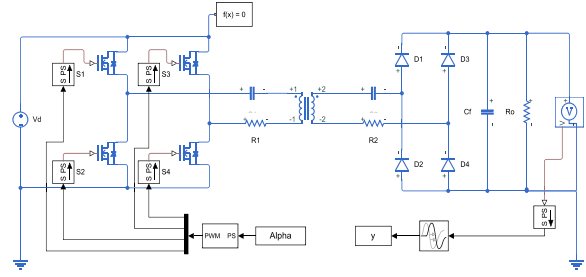 f(x) = 0
S PS
S1
S PS
S3
D1
D3
+ -
+1
+2
+ -
Vd
Cf
Ro
V
+ -
-1
-2
+ -
R1
R2
S PS
S2
S PS
S4
D2
D4
S PS
PWM PS
Alpha
y